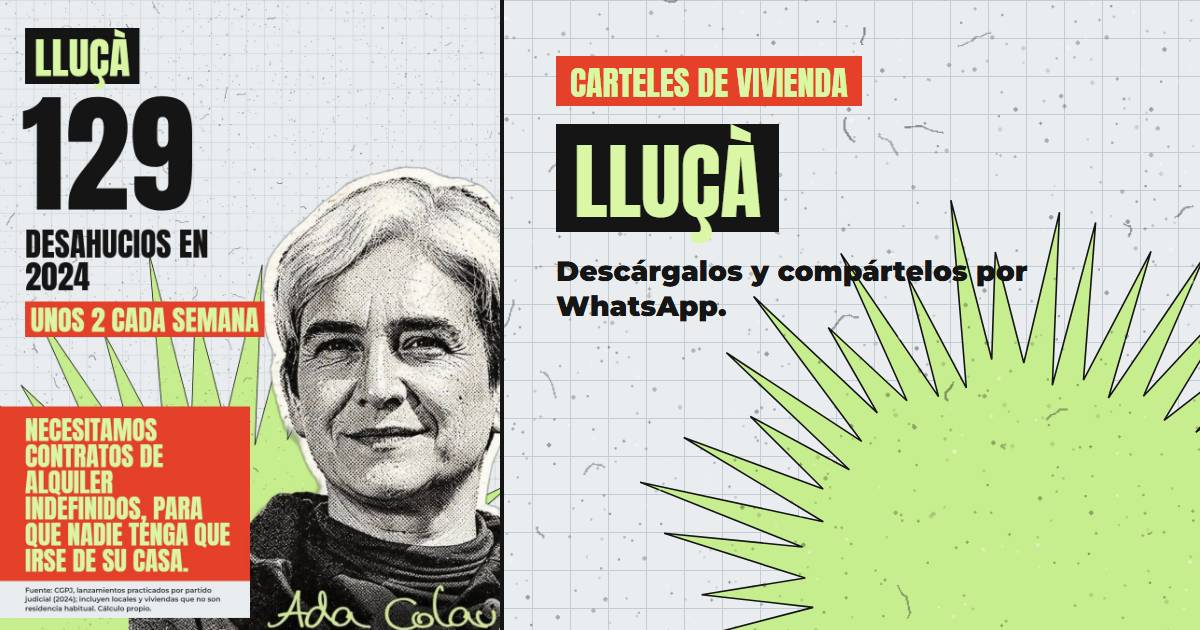 LLUÇÀ
129
DESAHUCIOS EN
2024
UNOS 2 CADA SEMANA
NECESITAMOS
CONTRATOS DE
ALQUILER
INDEFINIDOS, PARA
QUE NADIE TENGA QUE
IRSE DE SU CASA.
Fuente: CGPJ, lanzamientos practicados por partido
judicial (2024); incluyen locales y viviendas que no son
residencia habitual. Cálculo propio.
Ada Colau
CARTELES DE VIVIENDA
LLUÇÀ
Descárgalos y compártelos por
WhatsApp.